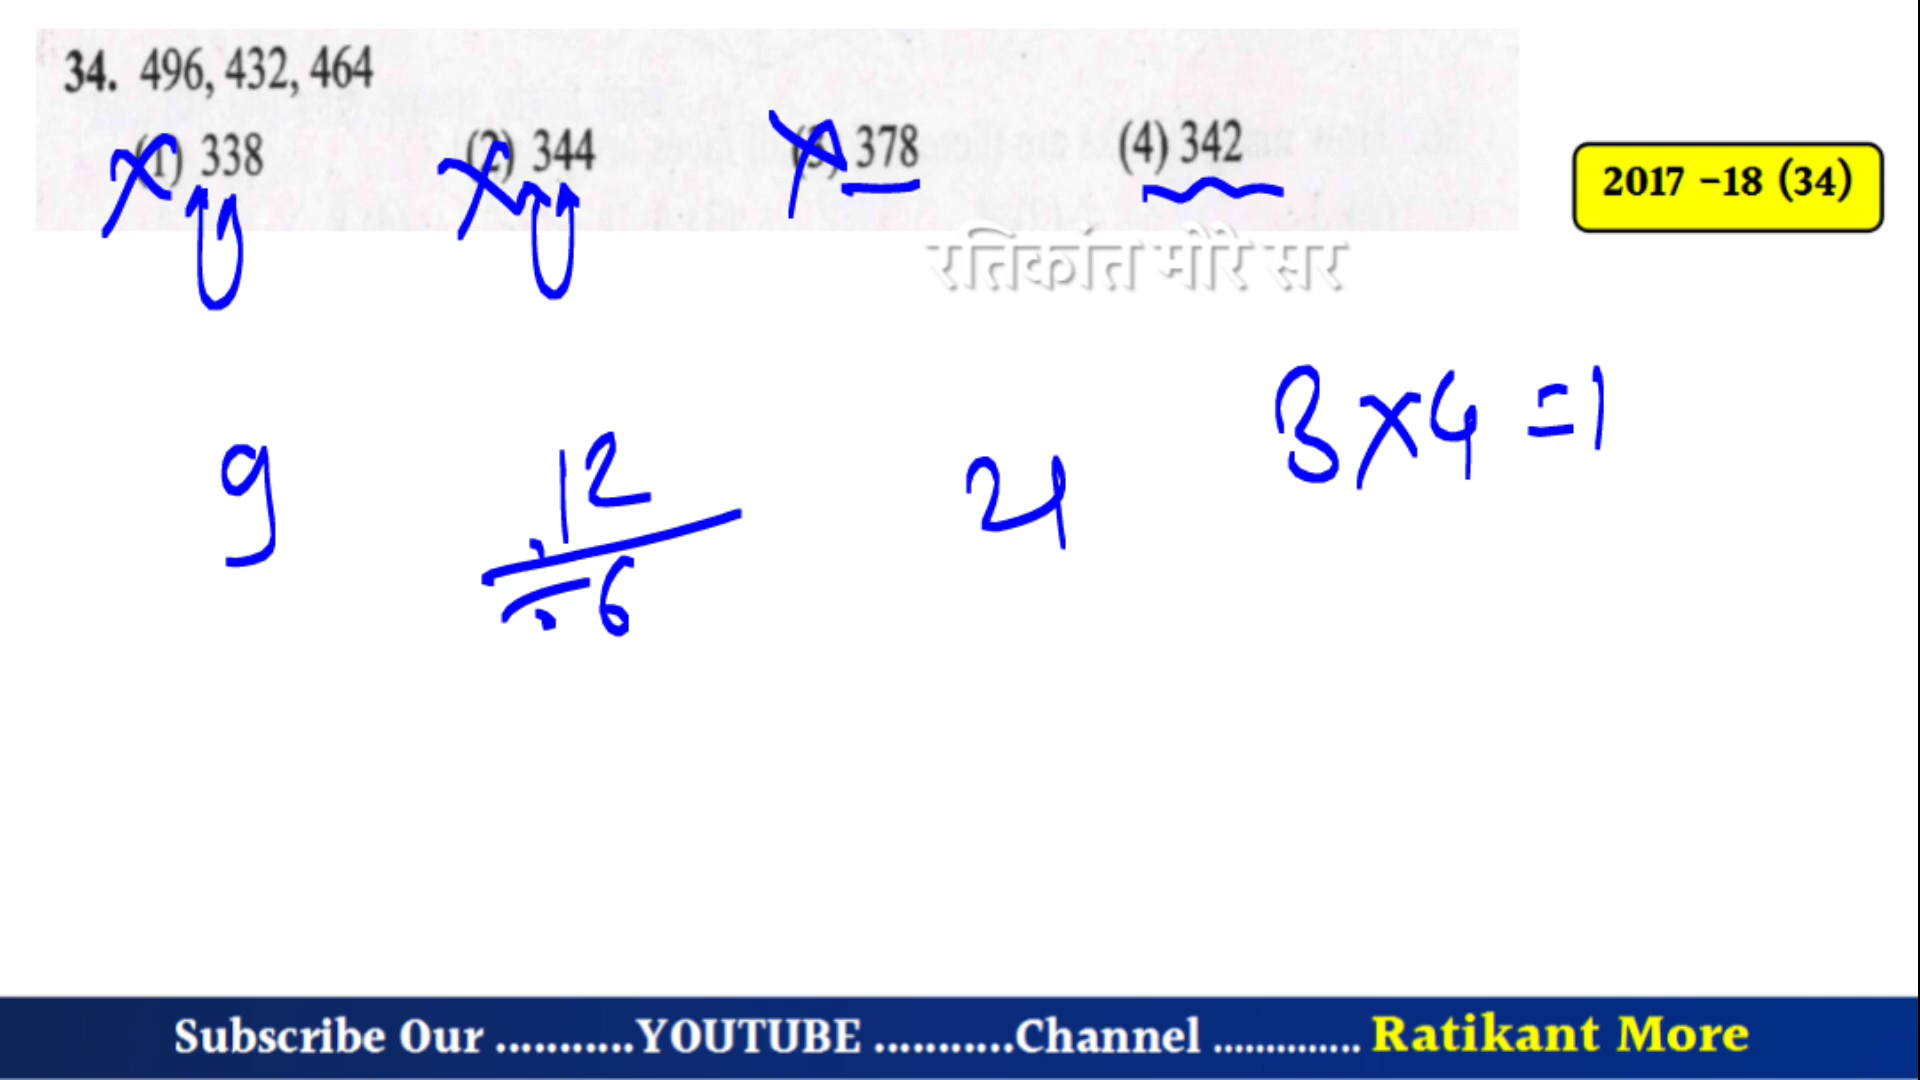 34. 496, 432, 464
(1) 338 (2) 344 (3) 378 (4) 342
2017 –18 (34)
रतिकांत मोरे सर
3×4 =1
9 12 21
÷6
Subscribe Our ...........YOUTUBE ...........Channel .............. Ratikant More